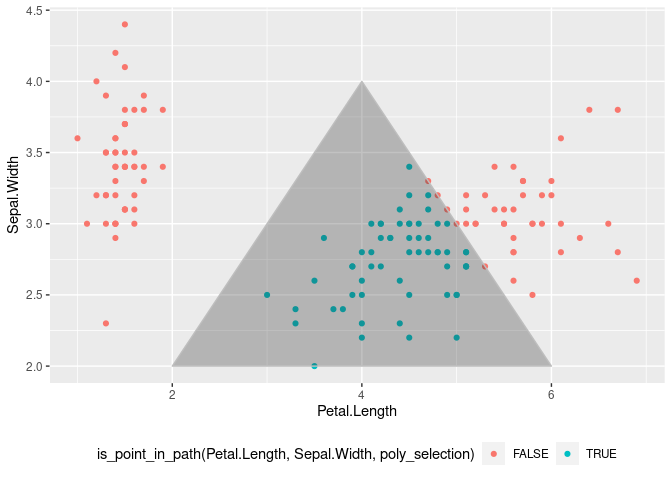 4.5
4.0
3.5
3.0
2.5
2.0
Sepal.Width
2 4 6
Petal.Length
is_point_in_path(Petal.Length, Sepal.Width, poly_selection) FALSE TRUE